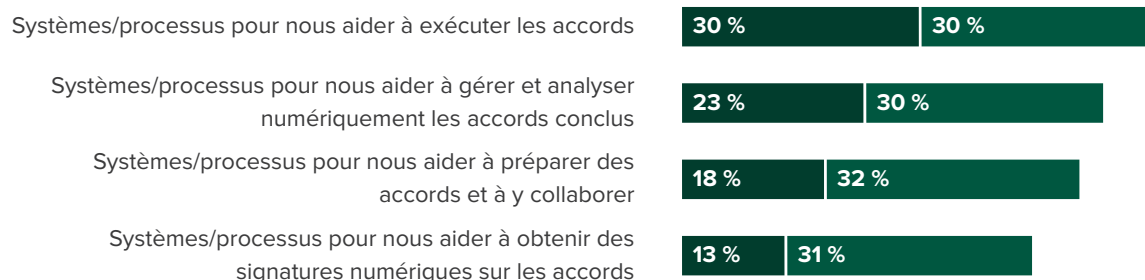 Systèmes/processus pour nous aider à exécuter les accords 30 % 30 %
Systèmes/processus pour nous aider à gérer et analyser
numériquement les accords conclus 23 % 30 %
Systèmes/processus pour nous aider à préparer des
accords et à y collaborer 18 % 32 %
Systèmes/processus pour nous aider à obtenir des
signatures numériques sur les accords 13 % 31 %